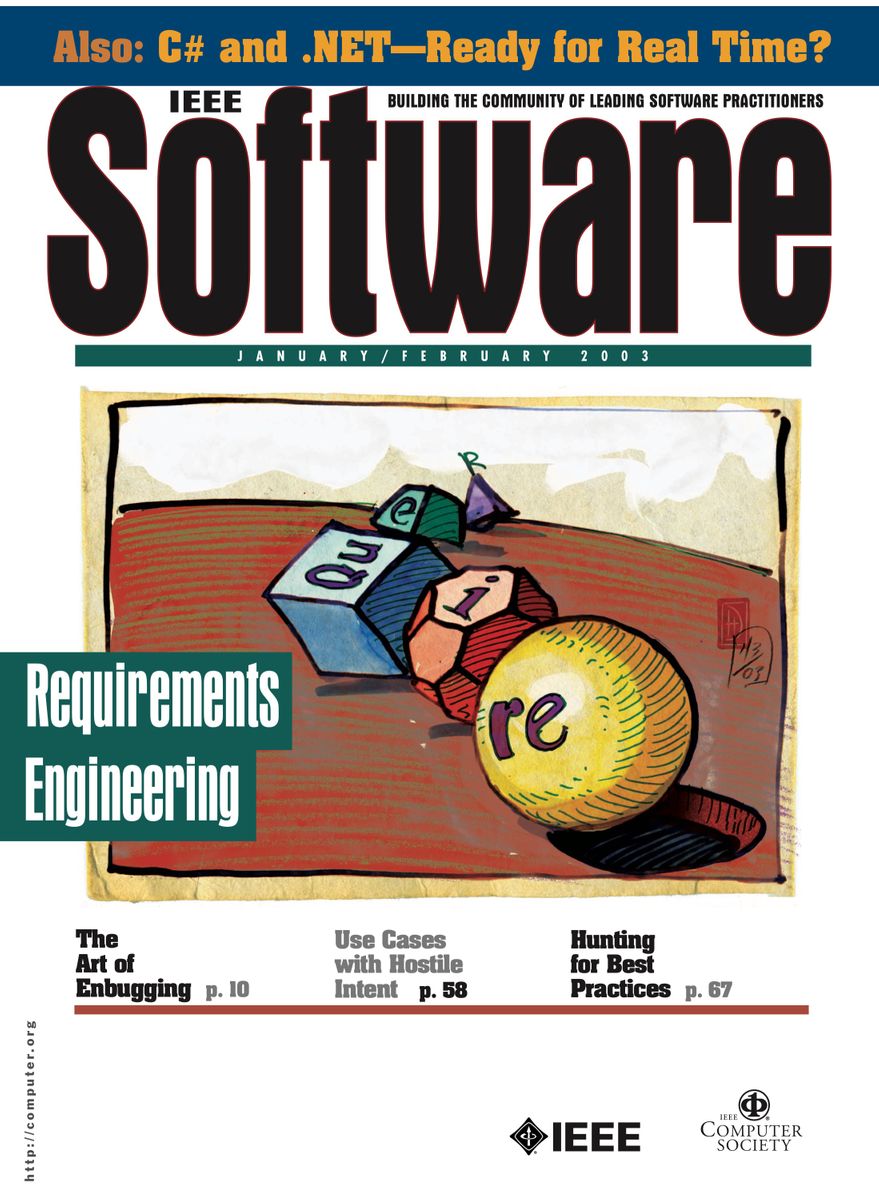 Also: C# and .NET—Ready for Real Time?
IEEE
BUILDING THE COMMUNITY OF LEADING SOFTWARE PRACTITIONERS
Software
JANUARY/FEBRUARY 2003
R
e
Qu
i
re
Requirements
Engineering
The
Art of
Enbugging p. 10
Use Cases
with Hostile
Intent p. 58
Hunting
for Best
Practices p. 67
http://computer.org
IEEE
IEEE
COMPUTER
SOCIETY